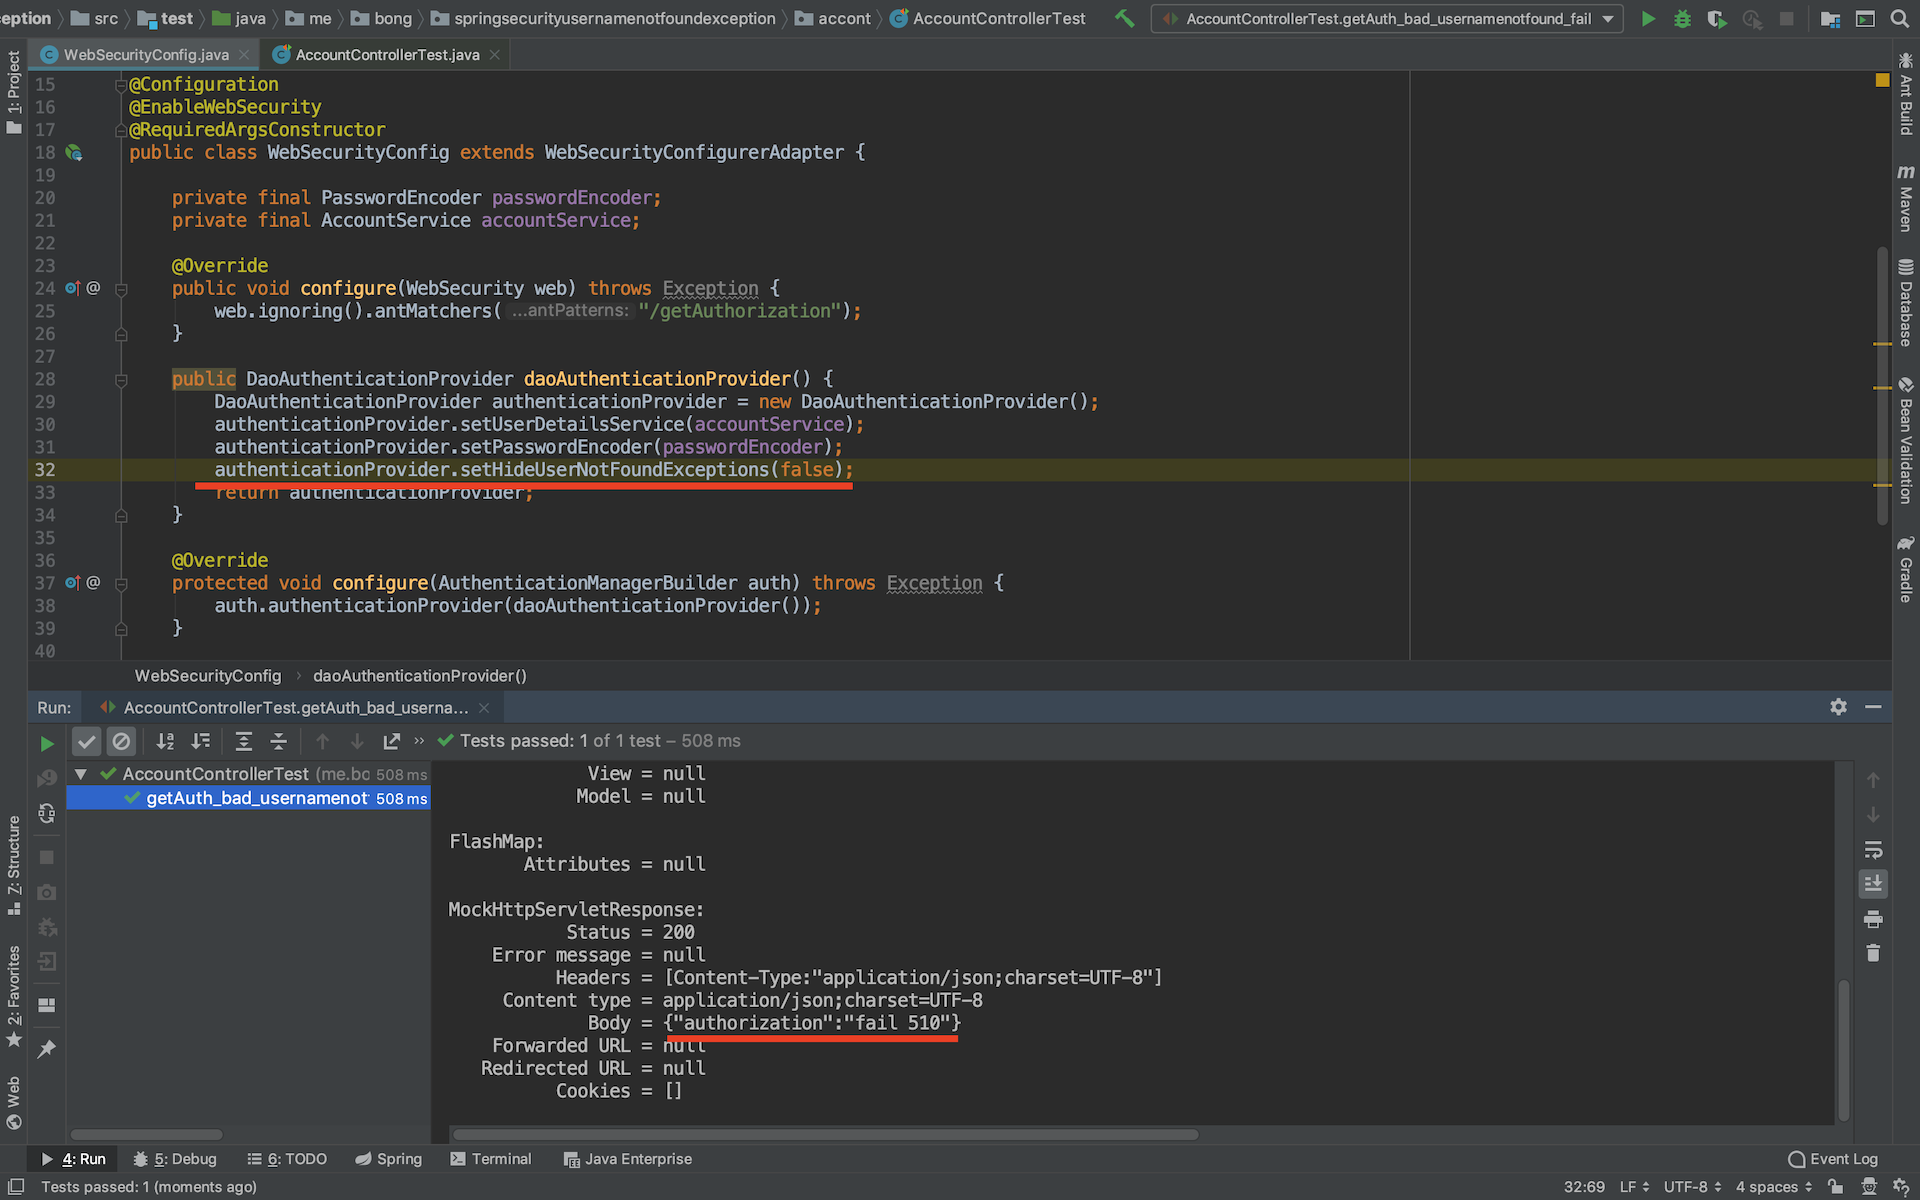 eption src test java me bong springsecurityusernamenotfoundexception accont AccountControllerTest AccountControllerTest.getAuth_bad_usernamenotfound_fail
WebSecurityConfig.java AccountControllerTest.java
15 @Configuration
16 @EnableWebSecurity
17 @RequiredArgsConstructor
18 public class WebSecurityConfig extends WebSecurityConfigurerAdapter {
19
20 private final PasswordEncoder passwordEncoder;
21 private final AccountService accountService;
22
23 @Override
24 @ public void configure(WebSecurity web) throws Exception {
25 web.ignoring().antMatchers( ...antPatterns: "/getAuthorization");
26 }
27
28 public DaoAuthenticationProvider daoAuthenticationProvider() {
29 DaoAuthenticationProvider authenticationProvider = new DaoAuthenticationProvider();
30 authenticationProvider.setUserDetailsService(accountService);
31 authenticationProvider.setPasswordEncoder(passwordEncoder);
32 authenticationProvider.setHideUserNotFoundExceptions(false);
33 return authenticationProvider;
34 }
35
36 @Override
37 @ protected void configure(AuthenticationManagerBuilder auth) throws Exception {
38 auth.authenticationProvider(daoAuthenticationProvider());
39 }
40
WebSecurityConfig › daoAuthenticationProvider()
Run: AccountControllerTest.getAuth_bad_userna...
Tests passed: 1 of 1 test – 508 ms
AccountControllerTest (me.bo 508 ms
getAuth_bad_usernamenot 508 ms
View = null
Model = null
FlashMap:
Attributes = null
MockHttpServletResponse:
Status = 200
Error message = null
Headers = [Content-Type:"application/json;charset=UTF-8"]
Content type = application/json;charset=UTF-8
Body = {"authorization":"fail 510"}
Forwarded URL = null
Redirected URL = null
Cookies = []
1: Project
7: Structure
2: Favorites
Web
Ant Build
m Maven
Database
Bean Validation
Gradle
4: Run 5: Debug 6: TODO Spring Terminal Java Enterprise Event Log
Tests passed: 1 (moments ago) 32:69 LF UTF-8 4 spaces